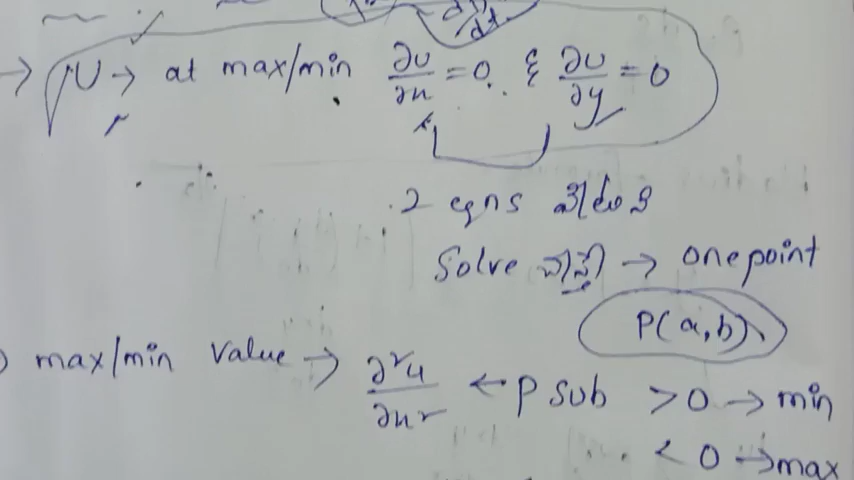 → U → at max/min ∂u/∂x = 0 & ∂u/∂y = 0
2 eqns వీటిని
Solve చేస్తే → one point
P(a,b)
max/min value → ∂²u/∂x² ← P sub > 0 → min
< 0 → max